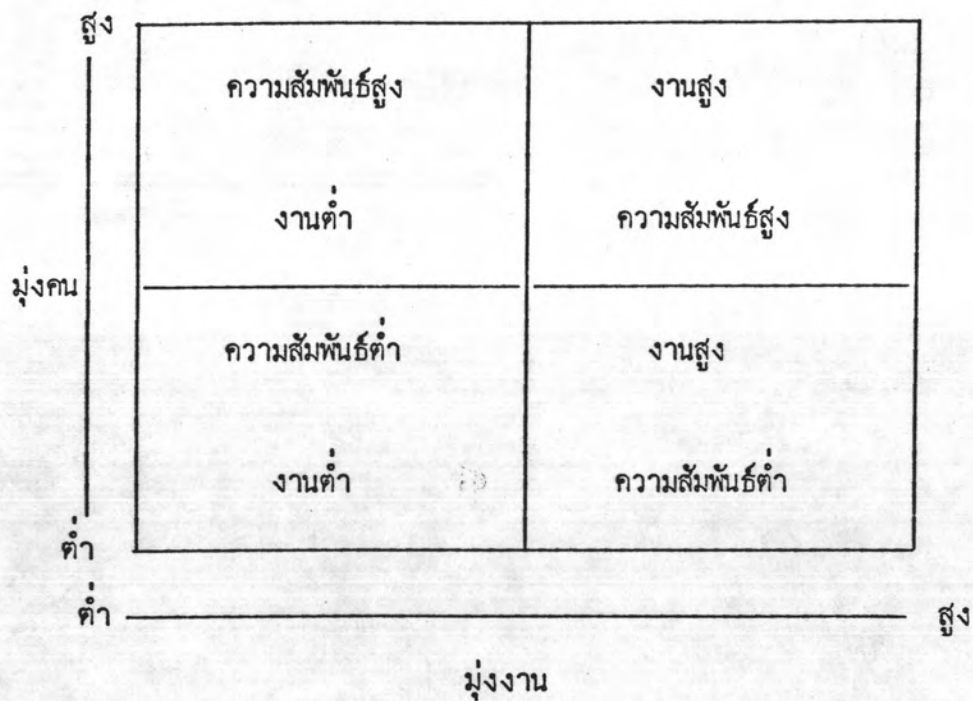 สูง
ความสัมพันธ์สูง งานสูง
งานต่ำ ความสัมพันธ์สูง
มุ่งคน
ความสัมพันธ์ต่ำ งานสูง
งานต่ำ ความสัมพันธ์ต่ำ
ต่ำ
ต่ำ สูง
มุ่งงาน